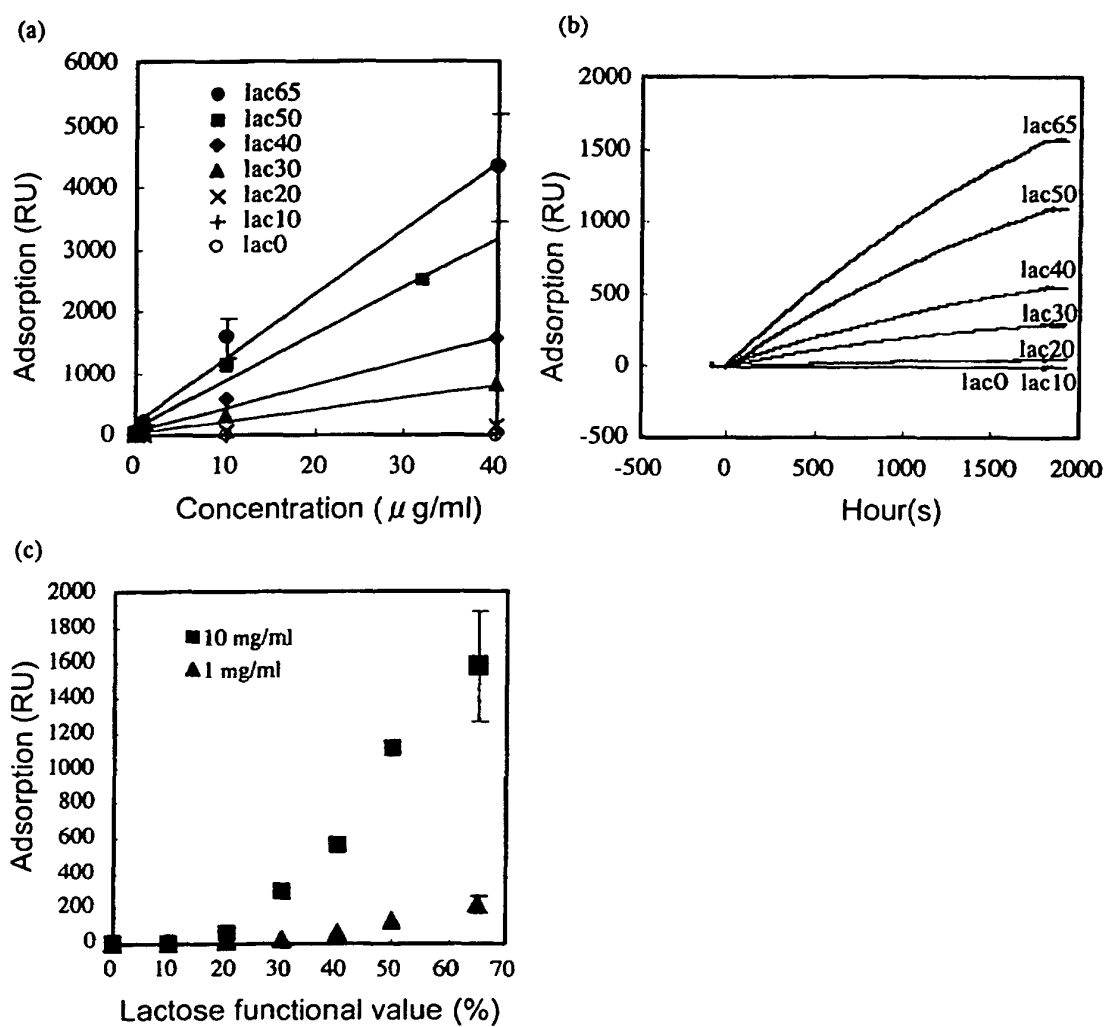 (a)
6000
5000
4000
3000
2000
1000
0
Adsorption (RU)
lac65
lac50
lac40
lac30
lac20
lac10
lac0
0 10 20 30 40
Concentration ( μ g/ml)
(b)
2000
1500
1000
500
0
-500
Adsorption (RU)
lac65
lac50
lac40
lac30
lac20
lac0 lac10
-500 0 500 1000 1500 2000
Hour(s)
(c)
2000
1800
1600
1400
1200
1000
800
600
400
200
0
Adsorption (RU)
10 mg/ml
1 mg/ml
0 10 20 30 40 50 60 70
Lactose functional value (%)